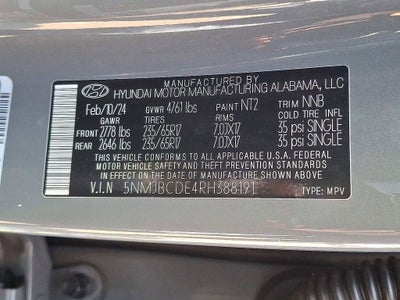 HYUNDAI MOTOR MANUFACTURING ALABAMA, LLC
Feb/10/24 GVWR 4761 lbs PAINT NT2 TRIM NNB
GAWR TIRES RIMS COLD TIRE INFL
FRONT 2778 lbs 235/65R17 7.0JX17 35 psi SINGLE
BACK 2646 lbs 235/65R17 7.0JX17 35 psi SINGLE
THIS VEHICLE CONFORMS TO ALL APPLICABLE U.S.A. FEDERAL
MOTOR VEHICLE SAFETY AND THEFT PREVENTION STANDARDS
IN EFFECT ON THE DATE OF MANUFACTURE SHOWN ABOVE.
V.I.N 5NMJBCDE4RH388191 TYPE: MPV